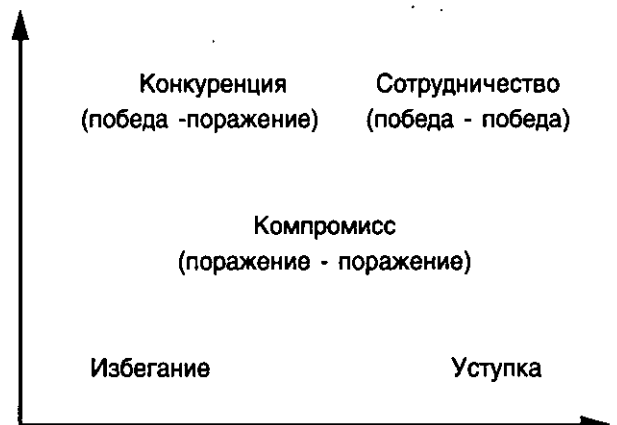 Конкуренция Сотрудничество
(победа -поражение) (победа - победа)
Компромисс
(поражение - поражение)
Избегание Уступка